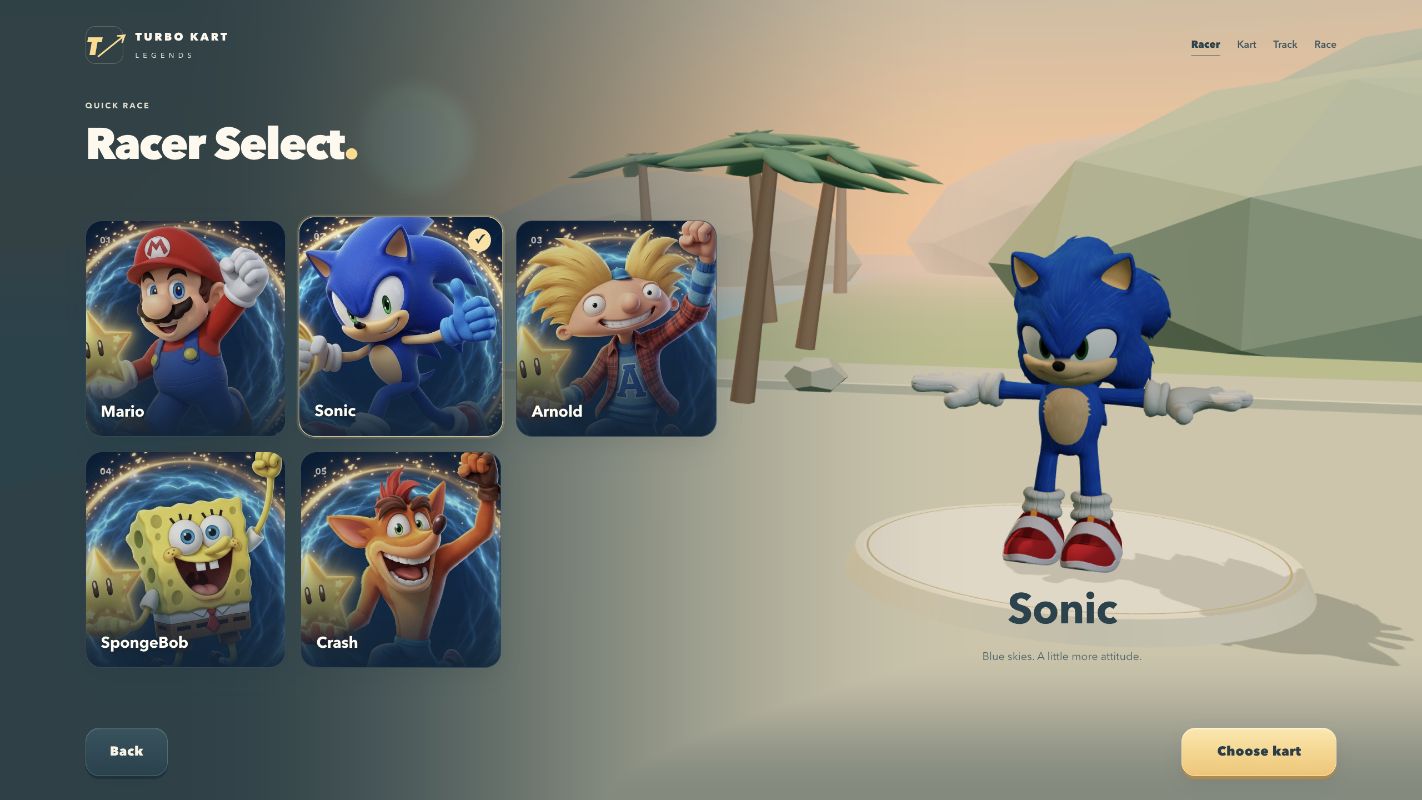 TURBO KART
LEGENDS
Racer Kart Track Race
QUICK RACE
Racer Select.
01
M
Mario
Sonic
03
A
Arnold
04
SpongeBob
05
Crash
Sonic
Blue skies. A little more attitude.
Back
Choose kart